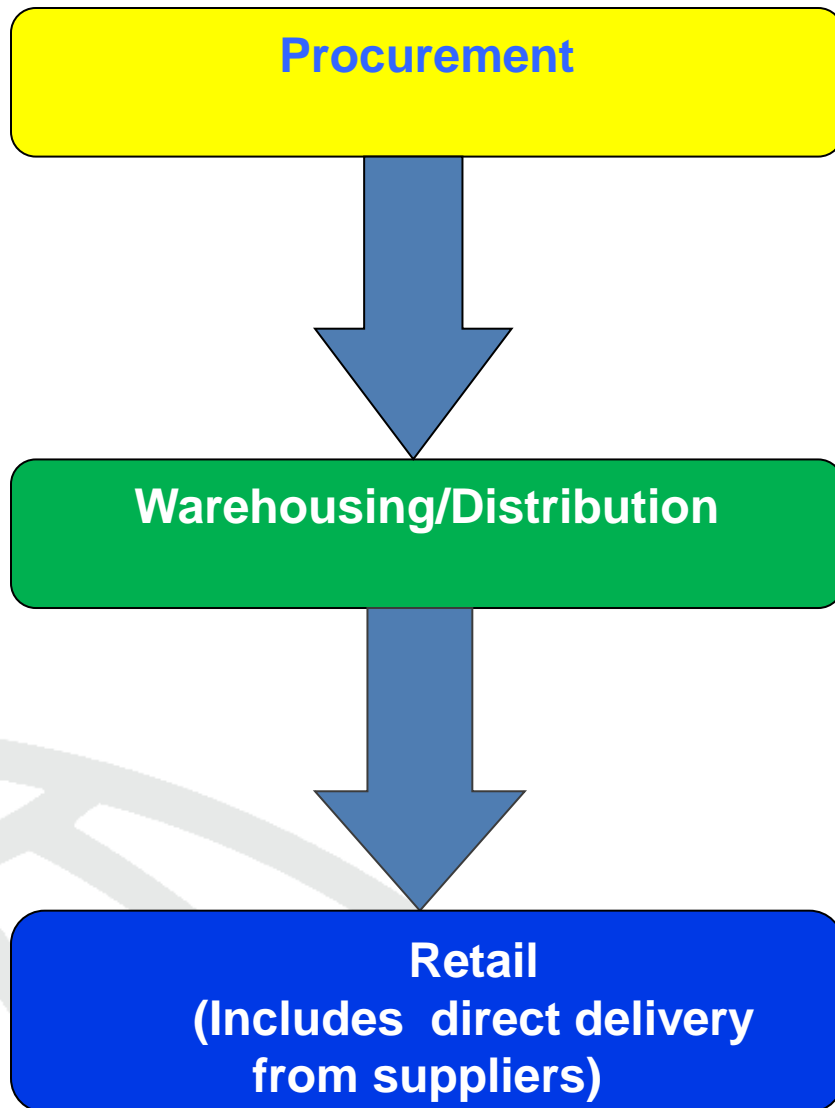 Procurement
Warehousing/Distribution
Retail
(Includes direct delivery
from suppliers)